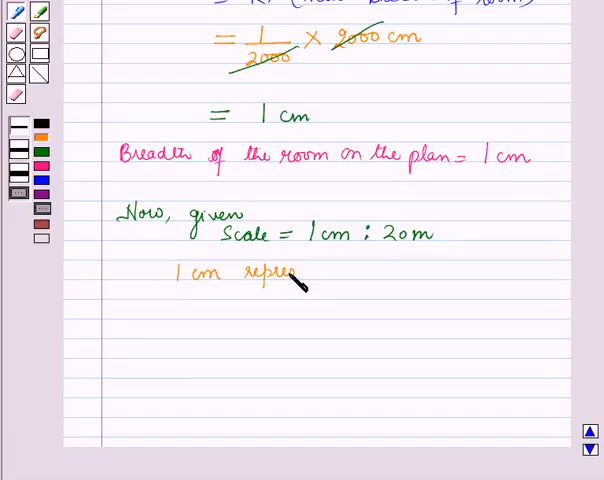 = 1/2000 × 2000 cm
= 1 cm
Breadth of the room on the plan = 1 cm
Now, given
Scale = 1 cm : 20 m
1 cm repres